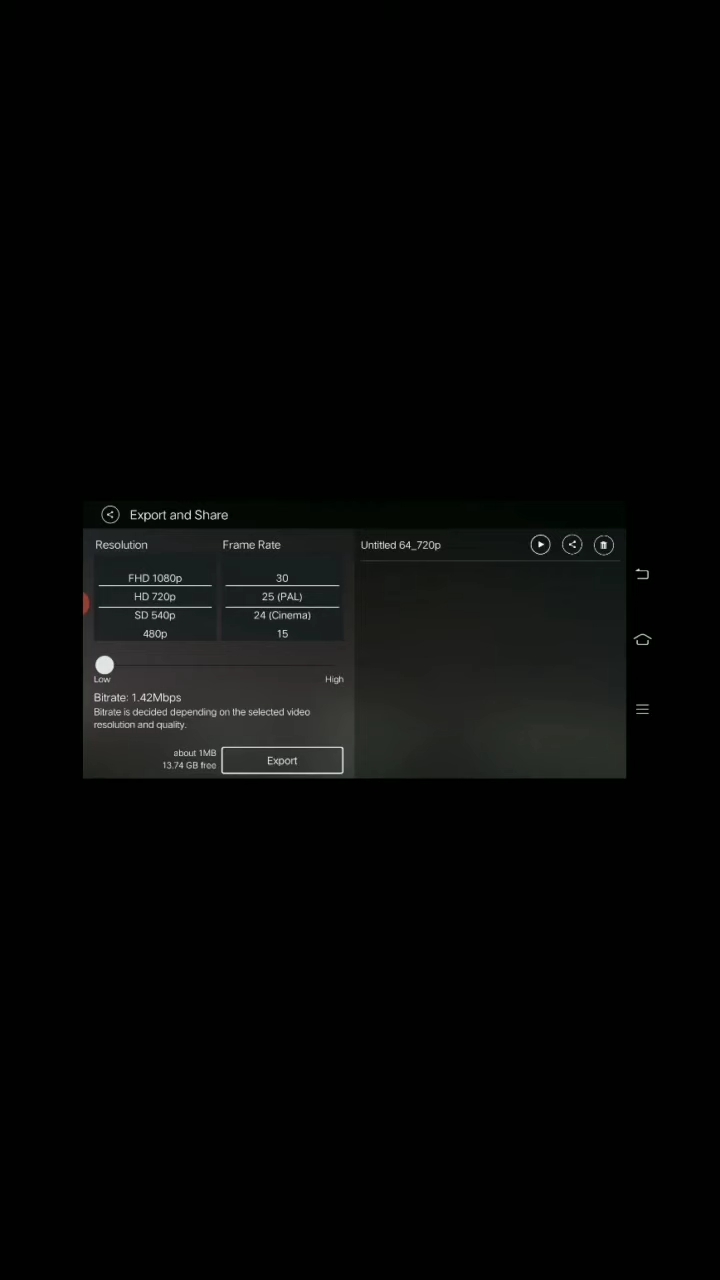 Export and Share
Resolution
Frame Rate
FHD 1080p
HD 720p
SD 540p
480p
30
25 (PAL)
24 (Cinema)
15
Low
High
Bitrate: 1.42Mbps
Bitrate is decided depending on the selected video
resolution and quality.
about 1MB
13.74 GB free
Export
Untitled 64_720p